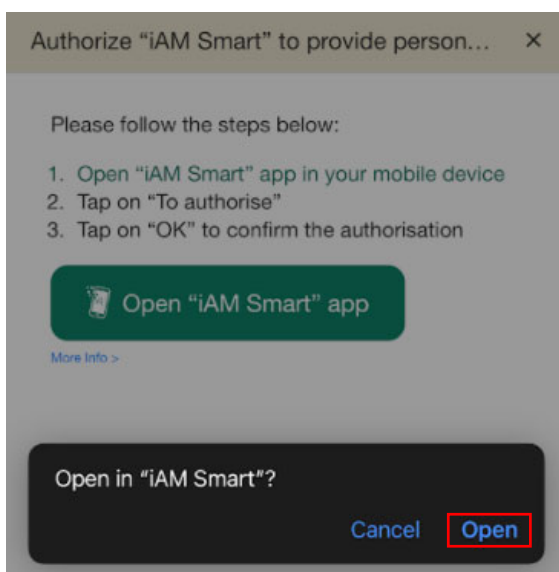 Authorize “iAM Smart” to provide person... ×
Please follow the steps below:
1. Open “iAM Smart” app in your mobile device
2. Tap on “To authorise”
3. Tap on “OK” to confirm the authorisation
Open “iAM Smart” app
More Info >
Open in “iAM Smart”?
Cancel Open